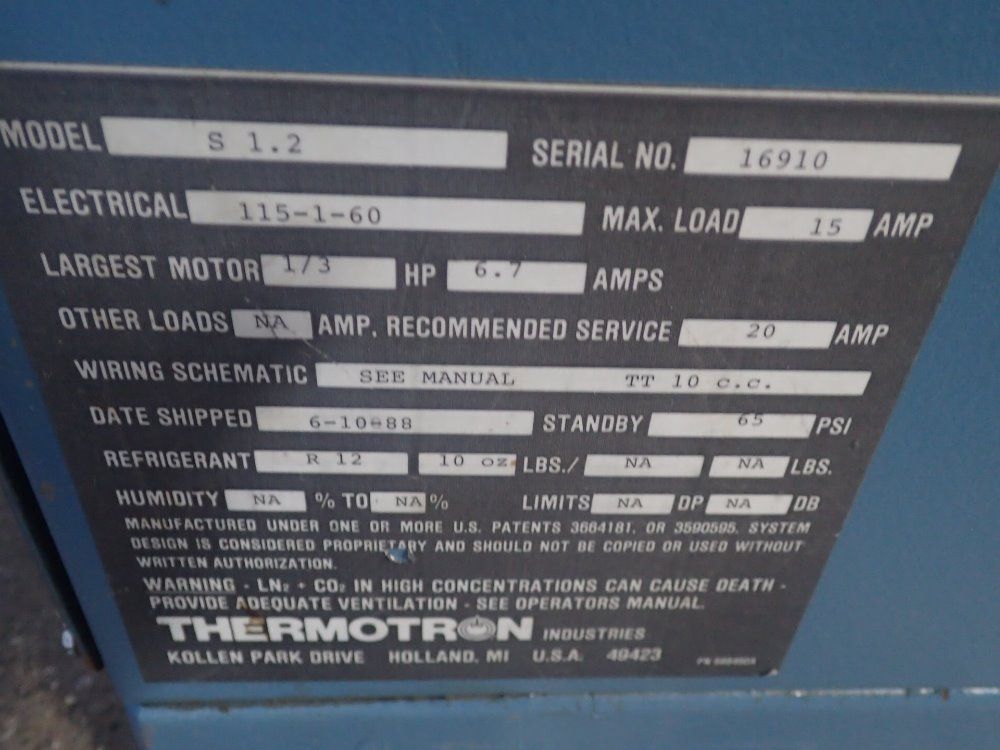 MODEL S 1.2 SERIAL NO. 16910
ELECTRICAL 115-1-60 MAX. LOAD 15 AMP
LARGEST MOTOR 1/3 HP 6.7 AMPS
OTHER LOADS NA AMP. RECOMMENDED SERVICE 20 AMP
WIRING SCHEMATIC SEE MANUAL TT 10 c.c.
DATE SHIPPED 6-10-88 STANDBY 65 PSI
REFRIGERANT R 12 10 oz LBS./ NA NA LBS.
HUMIDITY NA % TO NA % LIMITS NA DP NA DB
MANUFACTURED UNDER ONE OR MORE U.S. PATENTS 3664181. OR 3590595. SYSTEM
DESIGN IS CONSIDERED PROPRIETARY AND SHOULD NOT BE COPIED OR USED WITHOUT
WRITTEN AUTHORIZATION.
WARNING - LN₂ + CO₂ IN HIGH CONCENTRATIONS CAN CAUSE DEATH -
PROVIDE ADEQUATE VENTILATION - SEE OPERATORS MANUAL.
THERMOTRON INDUSTRIES
KOLLEN PARK DRIVE HOLLAND, MI U.S.A. 49423